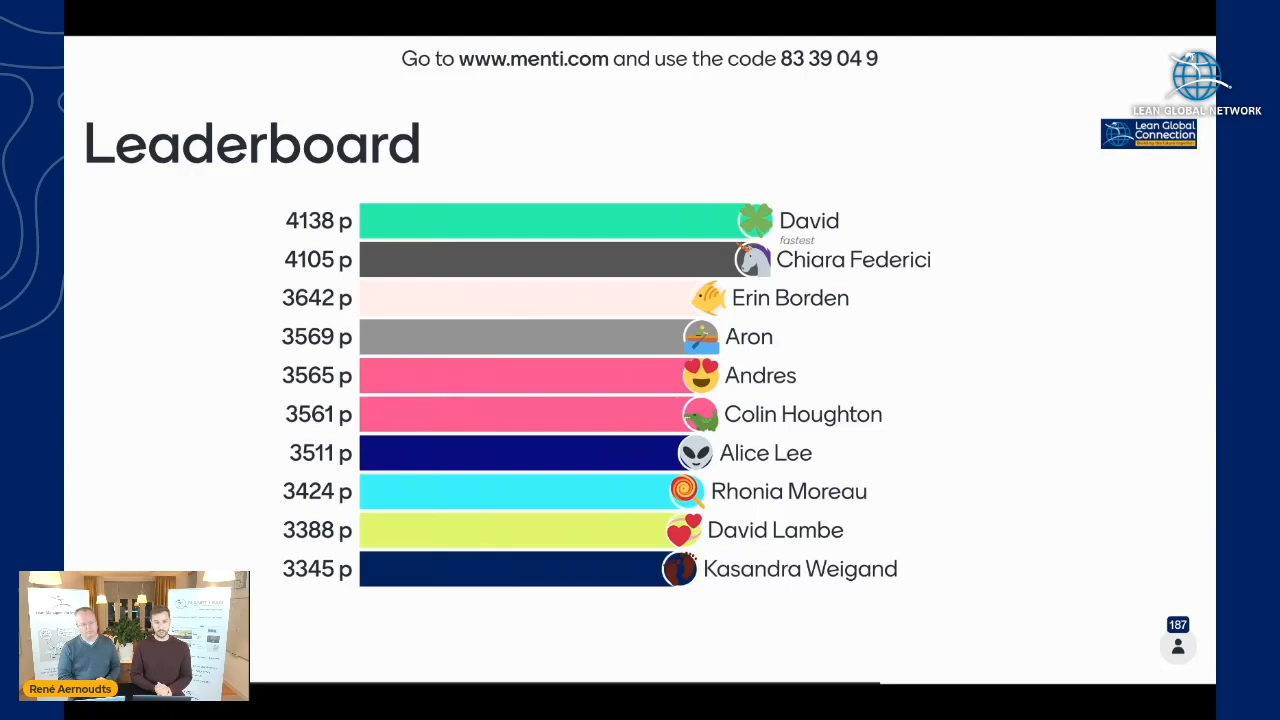 Go to www.menti.com and use the code 83 39 04 9
LEAN GLOBAL NETWORK
Lean Global
Connection
Leaderboard
4138 p David
fastest
4105 p Chiara Federici
3642 p Erin Borden
3569 p Aron
3565 p Andres
3561 p Colin Houghton
3511 p Alice Lee
3424 p Rhonia Moreau
3388 p David Lambe
3345 p Kasandra Weigand
187
PLANET LEAN
René Aernoudts